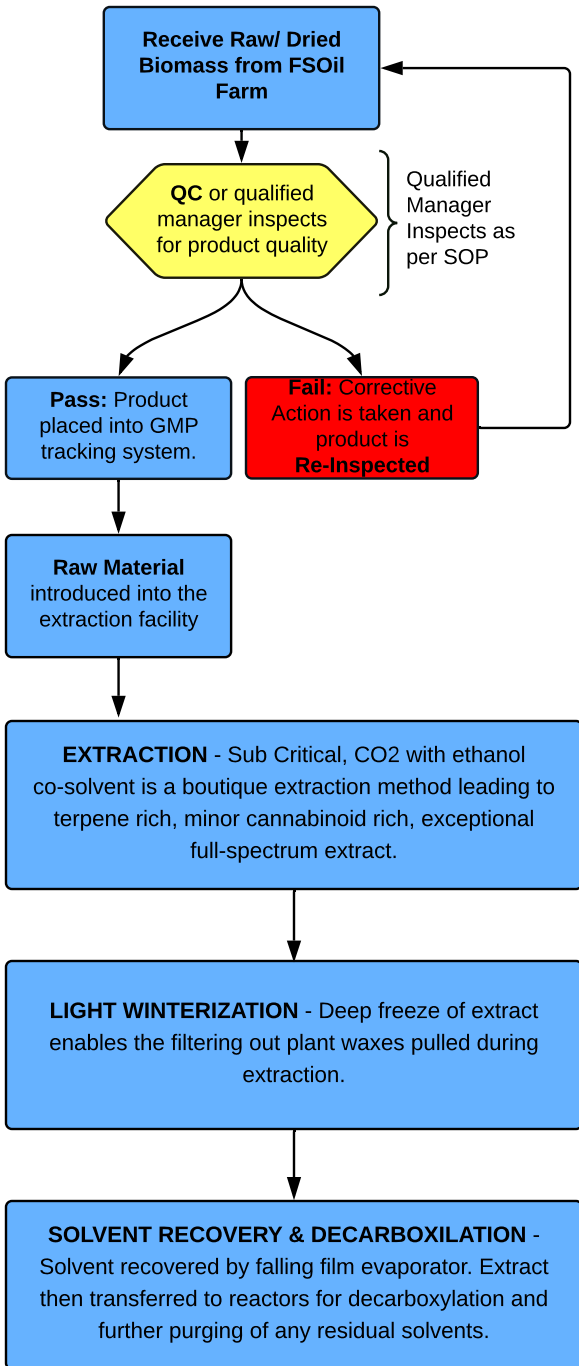 Receive Raw/ Dried
Biomass from FSOil
Farm
QC or qualified
manager inspects
for product quality
Qualified
Manager
Inspects as
per SOP
Pass: Product
placed into GMP
tracking system.
Fail: Corrective
Action is taken and
product is
Re-Inspected
Raw Material
introduced into the
extraction facility
EXTRACTION - Sub Critical, CO2 with ethanol
co-solvent is a boutique extraction method leading to
terpene rich, minor cannabinoid rich, exceptional
full-spectrum extract.
LIGHT WINTERIZATION - Deep freeze of extract
enables the filtering out plant waxes pulled during
extraction.
SOLVENT RECOVERY & DECARBOXILATION -
Solvent recovered by falling film evaporator. Extract
then transferred to reactors for decarboxylation and
further purging of any residual solvents.